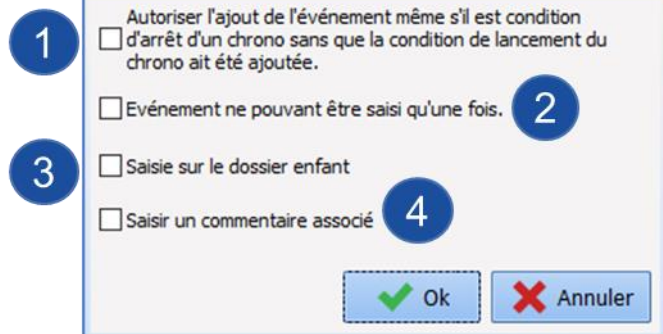 1
Autoriser l'ajout de l'événement même s'il est condition
d'arrêt d'un chrono sans que la condition de lancement du
chrono ait été ajoutée.
Evénement ne pouvant être saisi qu'une fois.
2
3
Saisie sur le dossier enfant
Saisir un commentaire associé
4
Ok
Annuler